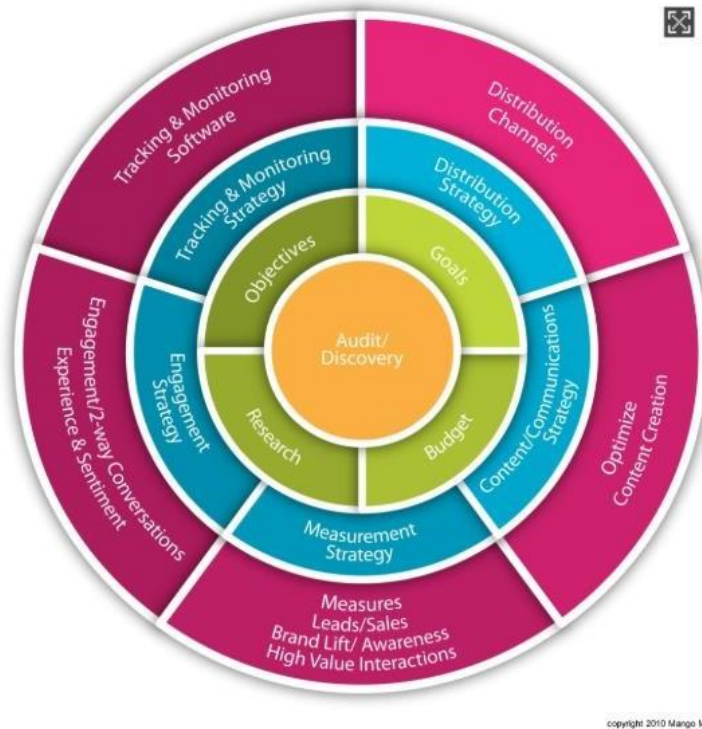 Tracking & Monitoring
Software
Distribution
Channels
Tracking & Monitoring
Strategy
Distribution
Strategy
Objectives
Goals
Audit/
Discovery
Engagement/2-way Conversations
Experience & Sentiment
Engagement
Strategy
Research
Budget
Content/Communications
Strategy
Optimize
Content Creation
Measurement
Strategy
Measures
Leads/Sales
Brand Lift/ Awareness
High Value Interactions
copyright 2010 Mango M